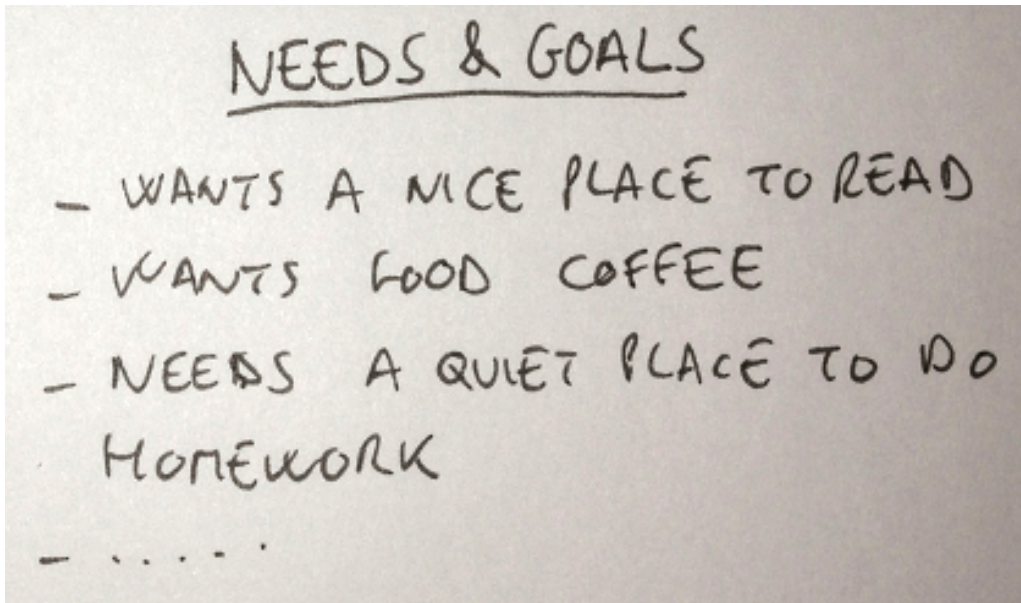 NEEDS & GOALS
- WANTS A NICE PLACE TO READ
- WANTS GOOD COFFEE
- NEEDS A QUIET PLACE TO DO
HOMEWORK
- .....